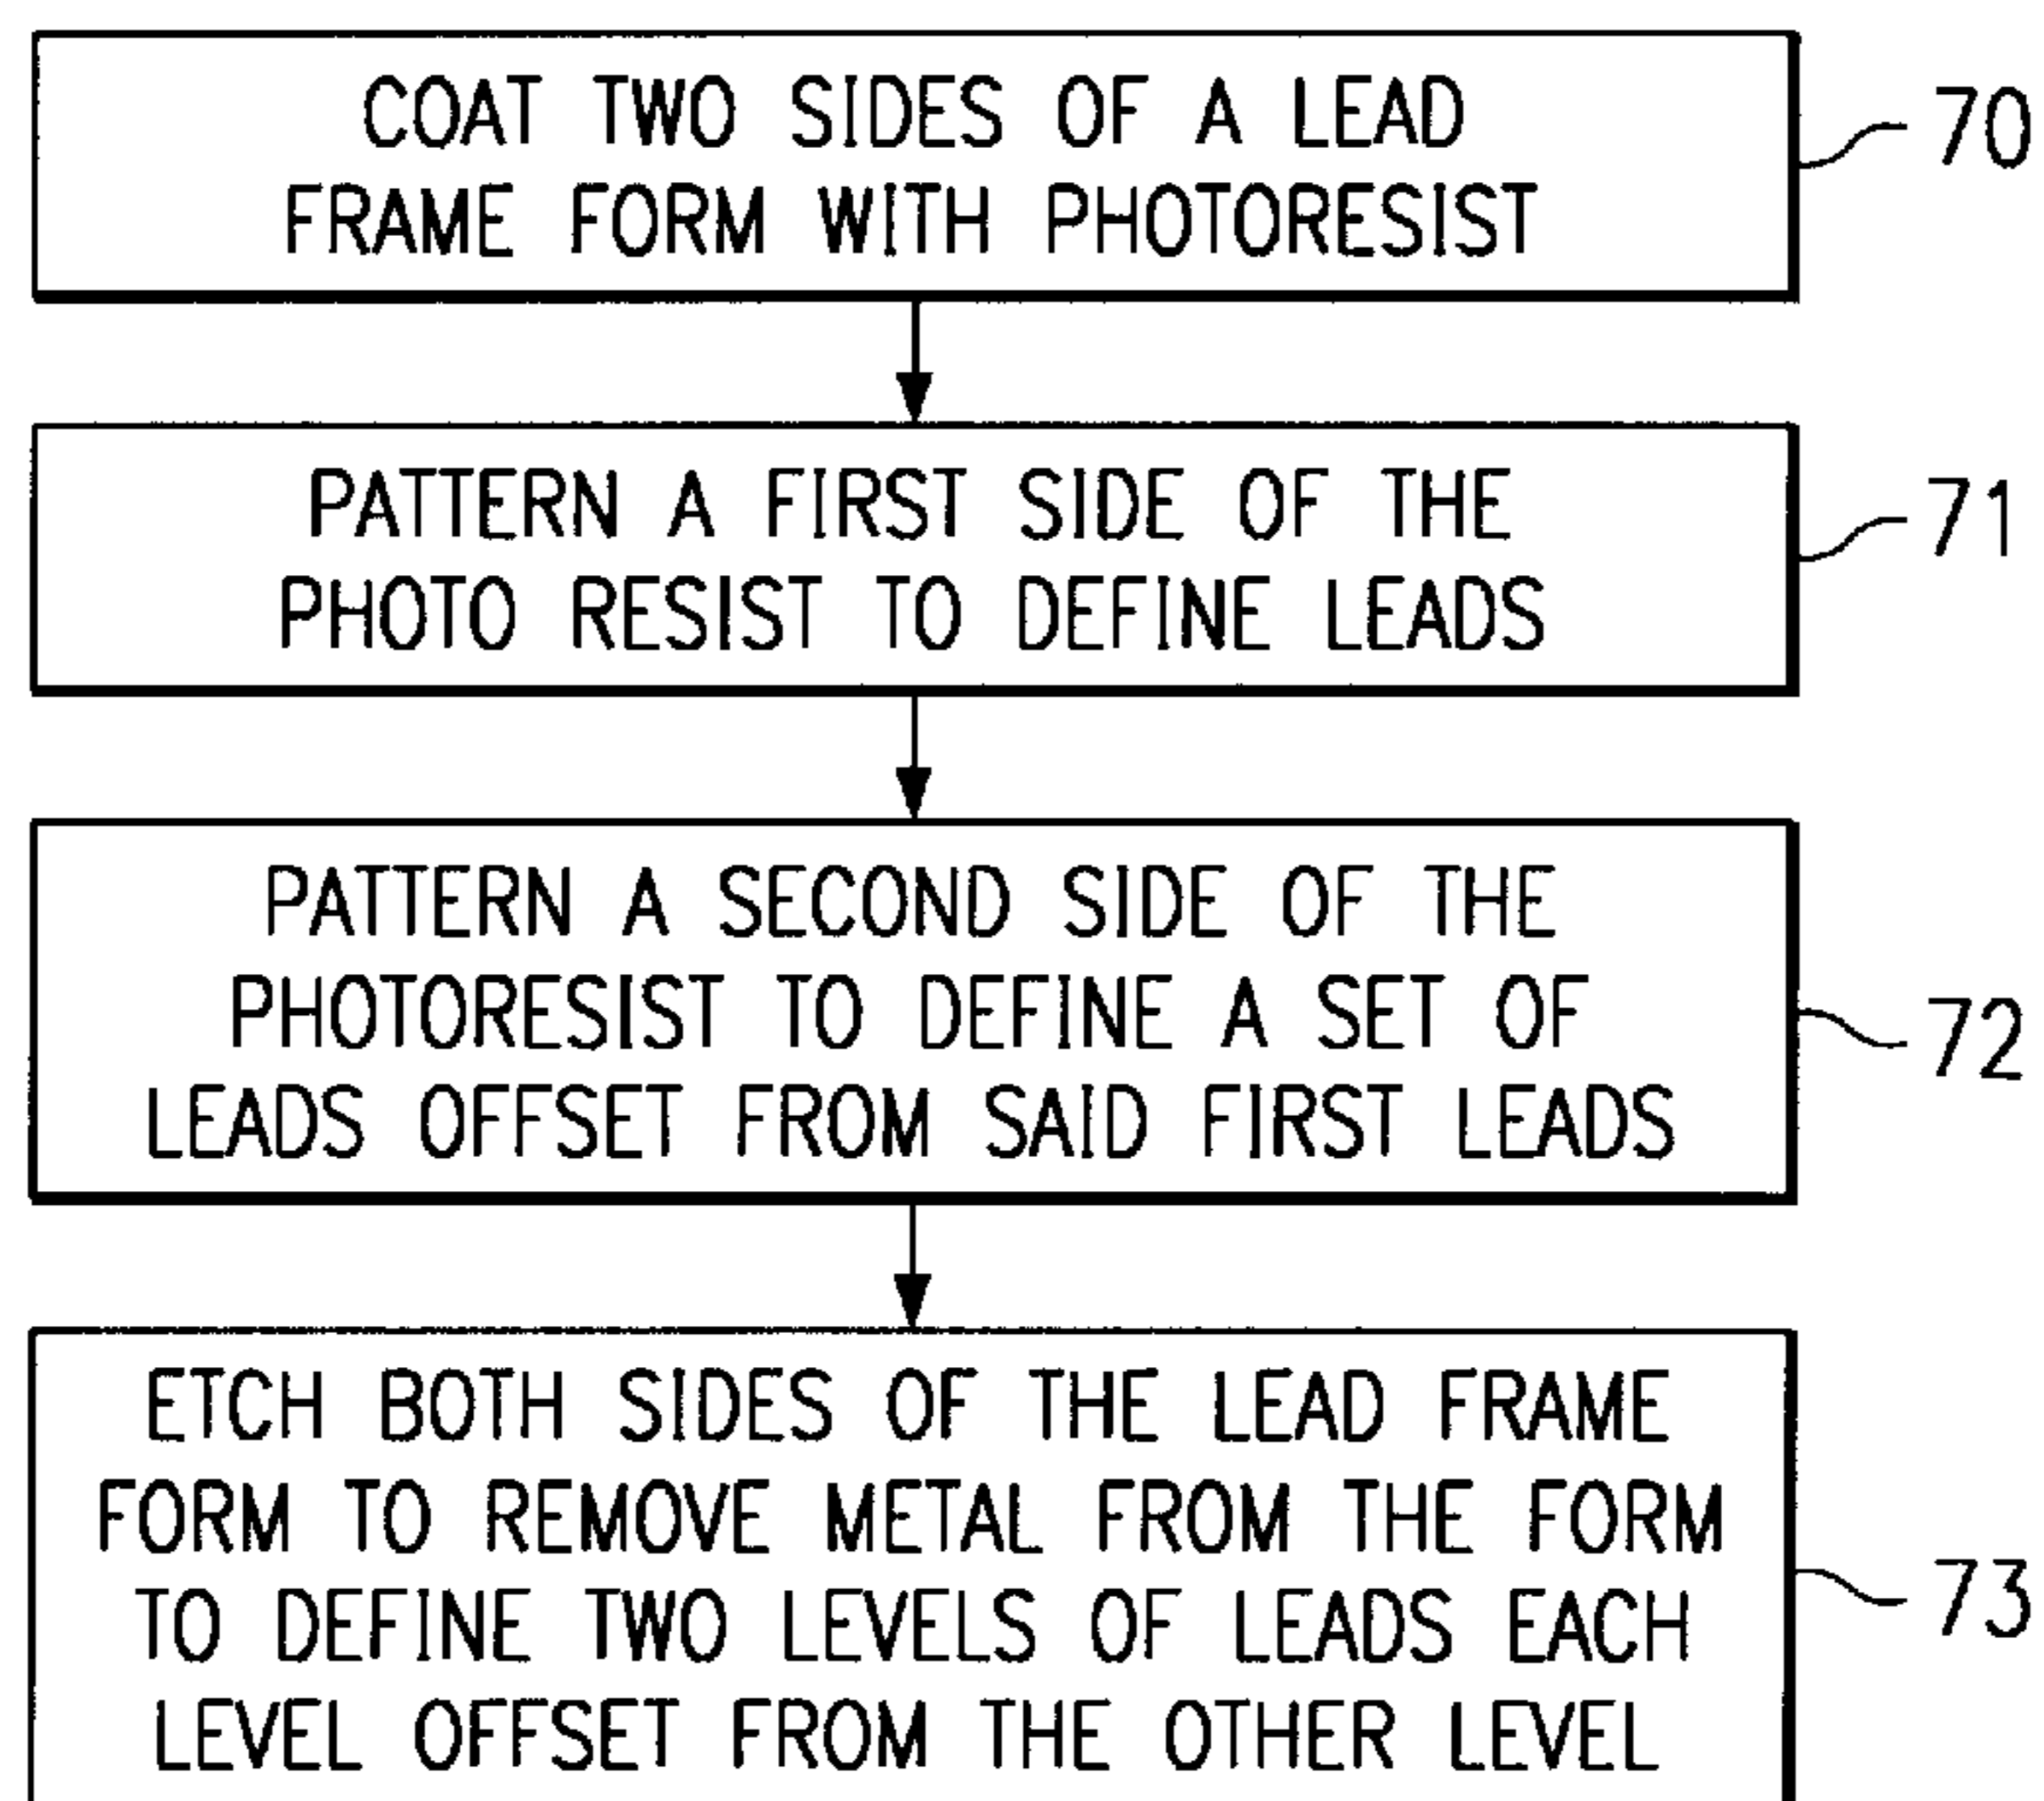 COAT TWO SIDES OF A LEAD
FRAME FORM WITH PHOTORESIST
70
PATTERN A FIRST SIDE OF THE
PHOTO RESIST TO DEFINE LEADS
71
PATTERN A SECOND SIDE OF THE
PHOTORESIST TO DEFINE A SET OF
LEADS OFFSET FROM SAID FIRST LEADS
72
ETCH BOTH SIDES OF THE LEAD FRAME
FORM TO REMOVE METAL FROM THE FORM
TO DEFINE TWO LEVELS OF LEADS EACH
LEVEL OFFSET FROM THE OTHER LEVEL
73